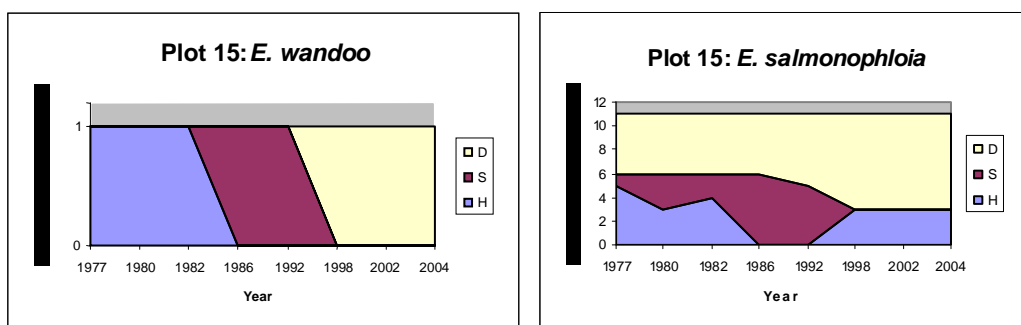 Plot 15: E. wandoo
1
0
1977 1980 1982 1986 1992 1998 2002 2004
Year
D
S
H
Plot 15: E. salmonophloia
12
10
8
6
4
2
0
1977 1980 1982 1986 1992 1998 2002 2004
Year
D
S
H